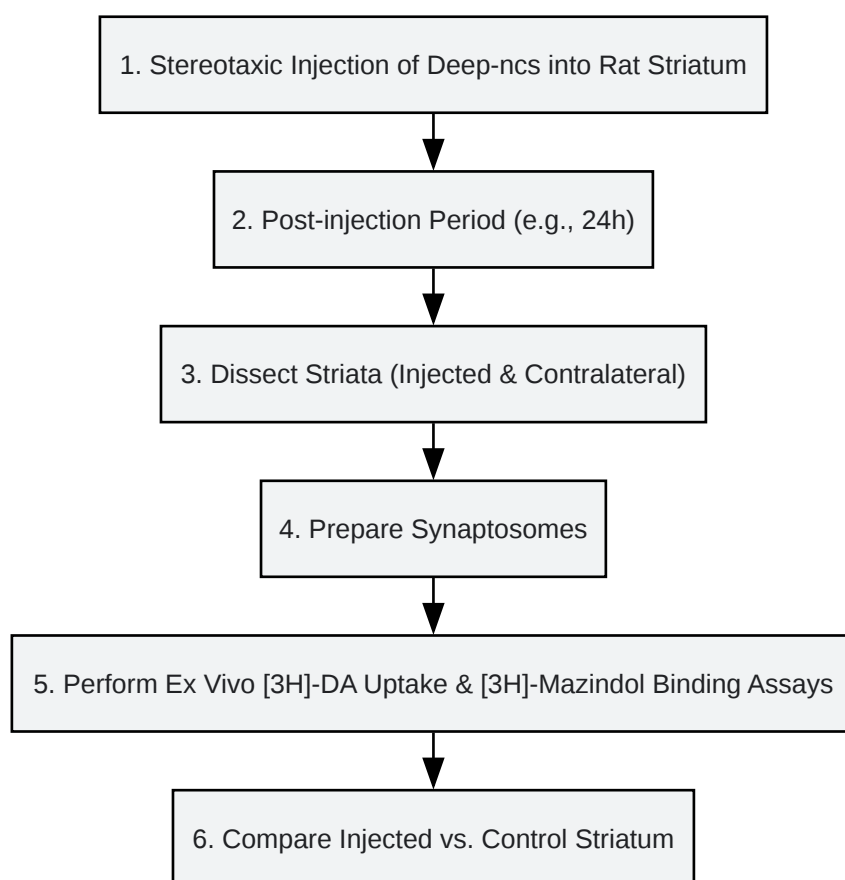 1. Stereotaxic Injection of Deep-ncs into Rat Striatum
2. Post-injection Period (e.g., 24h)
3. Dissect Striata (Injected & Contralateral)
4. Prepare Synaptosomes
5. Perform Ex Vivo [3H]-DA Uptake & [3H]-Mazindol Binding Assays
6. Compare Injected vs. Control Striatum